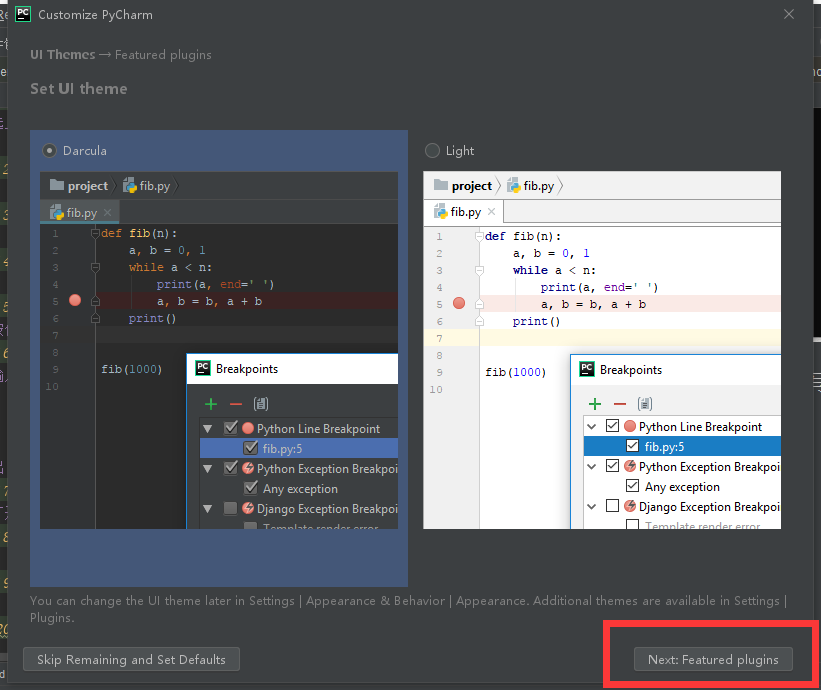 PC Customize PyCharm
UI Themes → Featured plugins
Set UI theme
Darcula
project fib.py
fib.py
1 def fib(n):
2 a, b = 0, 1
3 while a < n:
4 print(a, end=' ')
5 a, b = b, a + b
6 print()
7
8
9 fib(1000)
10
PC Breakpoints
Python Line Breakpoint
fib.py:5
Python Exception Breakpoi
Any exception
Django Exception Breakpoi
Template render error
Light
project fib.py
fib.py
1 def fib(n):
2 a, b = 0, 1
3 while a < n:
4 print(a, end=' ')
5 a, b = b, a + b
6 print()
7
8
9 fib(1000)
10
PC Breakpoints
Python Line Breakpoint
fib.py:5
Python Exception Breakpoi
Any exception
Django Exception Breakpoi
Template render error
You can change the UI theme later in Settings | Appearance & Behavior | Appearance. Additional themes are available in Settings |
Plugins.
Skip Remaining and Set Defaults
Next: Featured plugins